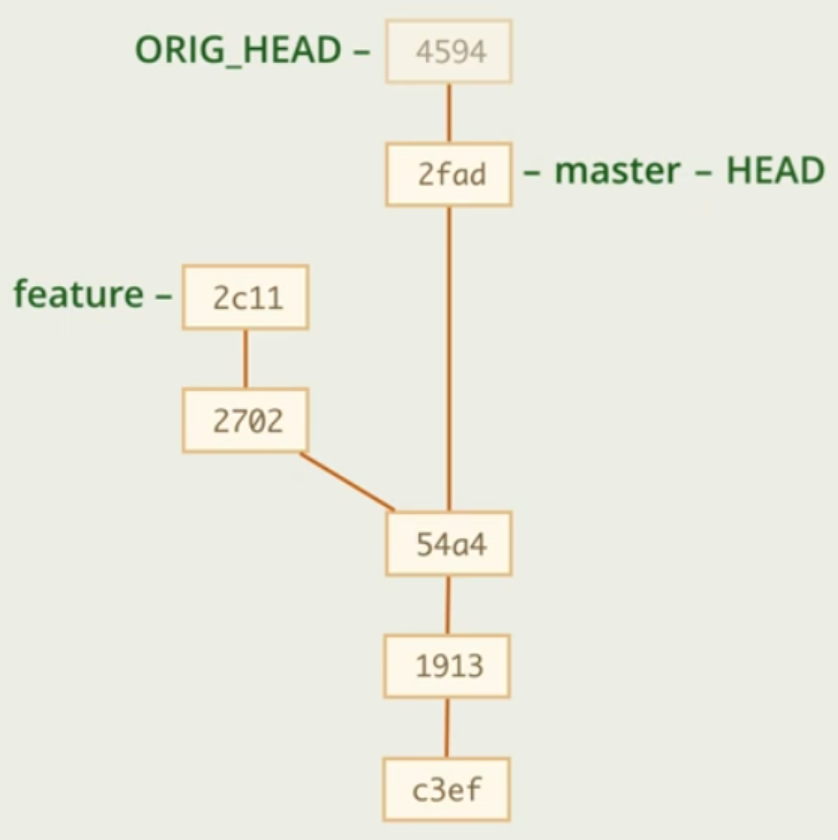 ORIG_HEAD – 4594
2fad – master – HEAD
feature – 2c11
2702
54a4
1913
c3ef